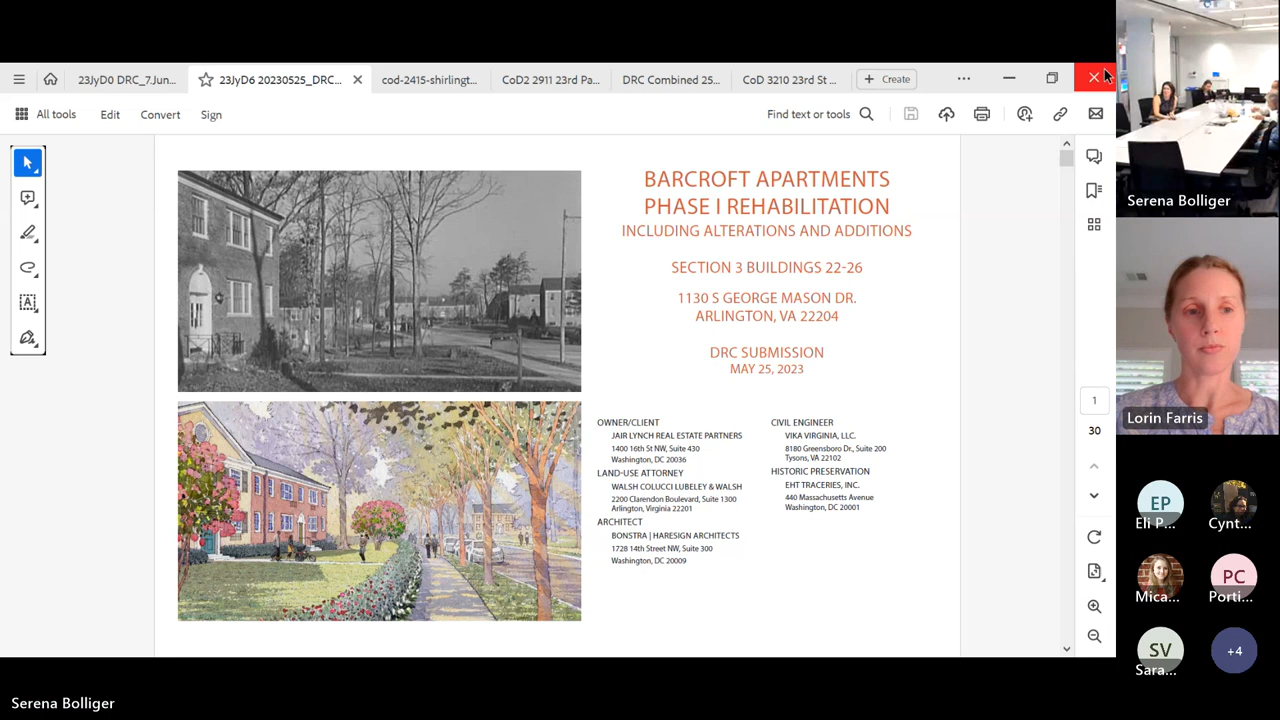 23JyD0 DRC_7.Jun...
23JyD6 20230525_DRC...
cod-2415-shirlingt...
CoD2 2911 23rd Pa...
DRC Combined 25...
CoD 3210 23rd St ...
Create
All tools
Edit
Convert
Sign
Find text or tools
BARCROFT APARTMENTS
PHASE I REHABILITATION
INCLUDING ALTERATIONS AND ADDITIONS
SECTION 3 BUILDINGS 22-26
1130 S GEORGE MASON DR.
ARLINGTON, VA 22204
DRC SUBMISSION
MAY 25, 2023
OWNER/CLIENT
JAIR LYNCH REAL ESTATE PARTNERS
1400 16th St NW, Suite 430
Washington, DC 20036
LAND-USE ATTORNEY
WALSH COLUCCI LUBELEY & WALSH
2200 Clarendon Boulevard, Suite 1300
Arlington, Virginia 22201
ARCHITECT
BONSTRA | HARESIGN ARCHITECTS
1728 14th Street NW, Suite 300
Washington, DC 20009
CIVIL ENGINEER
VIKA VIRGINIA, LLC.
8180 Greensboro Dr., Suite 200
Tysons, VA 22102
HISTORIC PRESERVATION
EHT TRACERIES, INC.
440 Massachusetts Avenue
Washington, DC 20001
1
30
Serena Bolliger
Lorin Farris
EP
Eli P...
Cynt...
Mica...
PC
Porti...
SV
Sara...
+4
Serena Bolliger